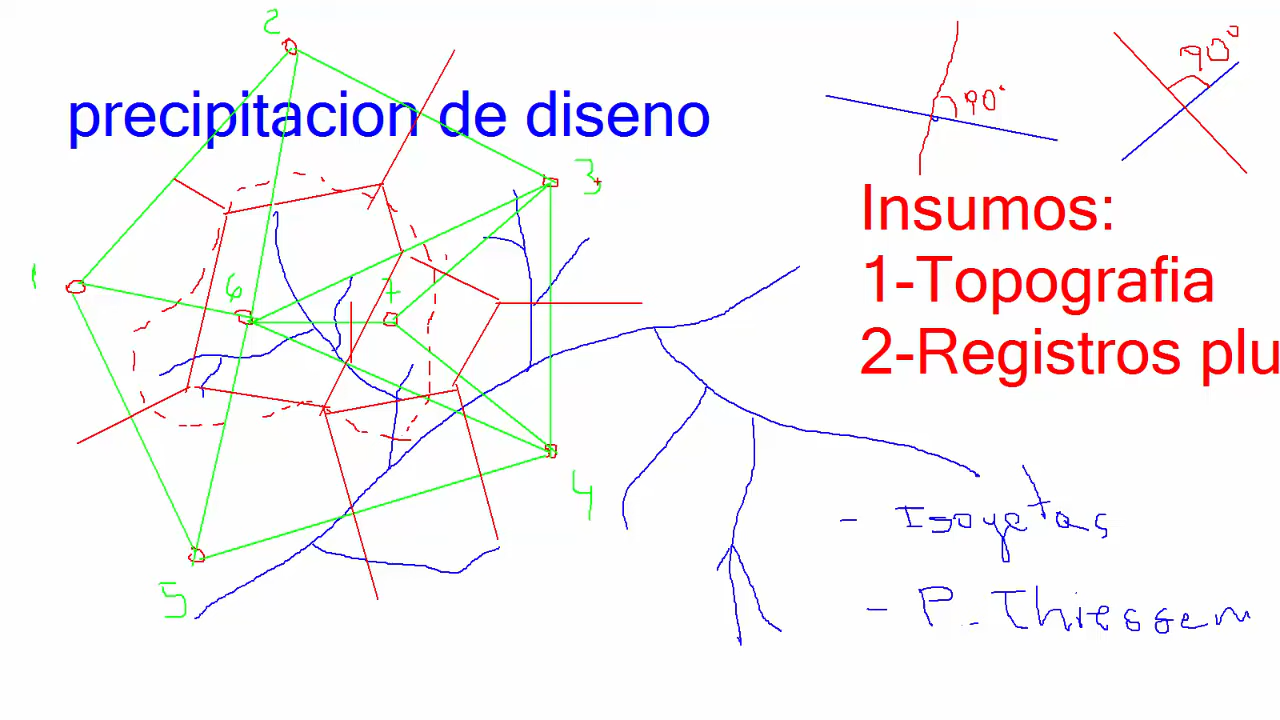 2
precipitacion de diseno
90°
90°
3
Insumos:
1
6
7
1-Topografia
2-Registros plu
4
- Isoyetas
5
- P. Thiessem